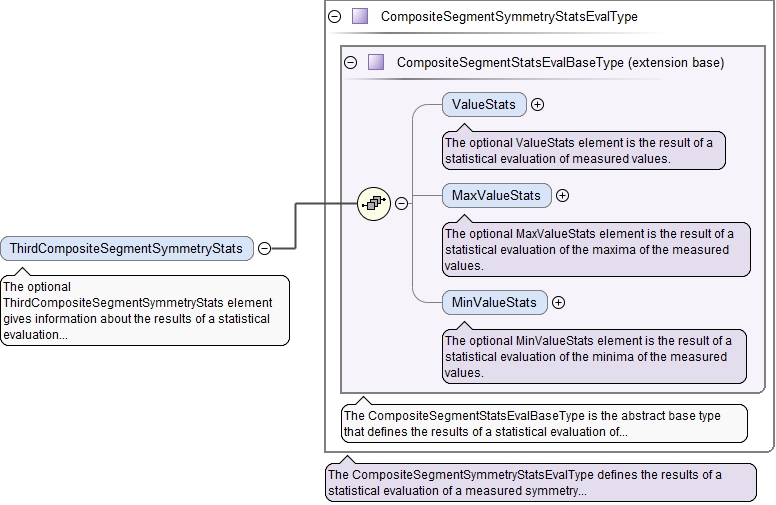 CompositeSegmentSymmetryStatsEvalType
CompositeSegmentStatsEvalBaseType (extension base)
ValueStats
The optional ValueStats element is the result of a
statistical evaluation of measured values.
MaxValueStats
The optional MaxValueStats element is the result of a
statistical evaluation of the maxima of the measured
values.
ThirdCompositeSegmentSymmetryStats
The optional
ThirdCompositeSegmentSymmetryStats element
gives information about the results of a statistical
evaluation...
MinValueStats
The optional MinValueStats element is the result of a
statistical evaluation of the minima of the measured
values.
The CompositeSegmentStatsEvalBaseType is the abstract base type
that defines the results of a statistical evaluation of...
The CompositeSegmentSymmetryStatsEvalType defines the results of a
statistical evaluation of a measured symmetry...